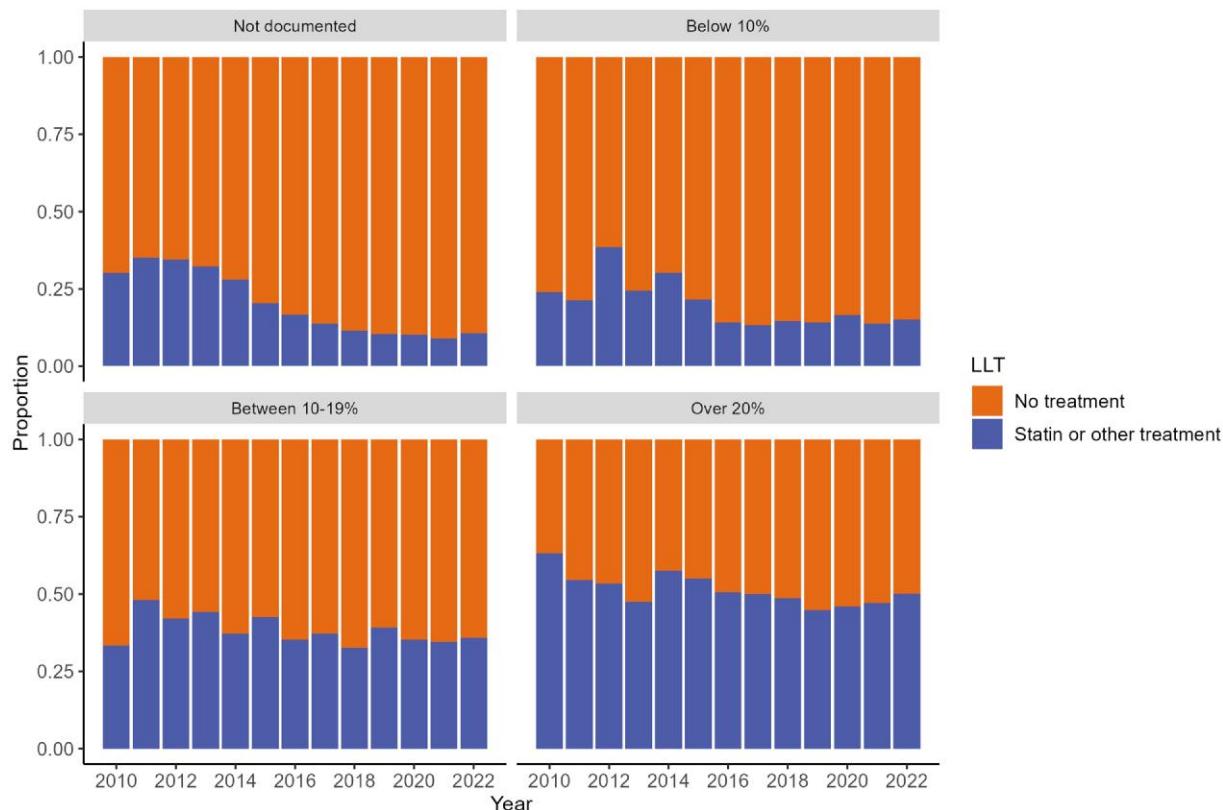 Not documented
Below 10%
1.00
0.75
0.50
0.25
0.00
Between 10-19%
Over 20%
1.00
0.75
0.50
0.25
0.00
Proportion
2010 2012 2014 2016 2018 2020 2022
2010 2012 2014 2016 2018 2020 2022
Year
LLT
No treatment
Statin or other treatment